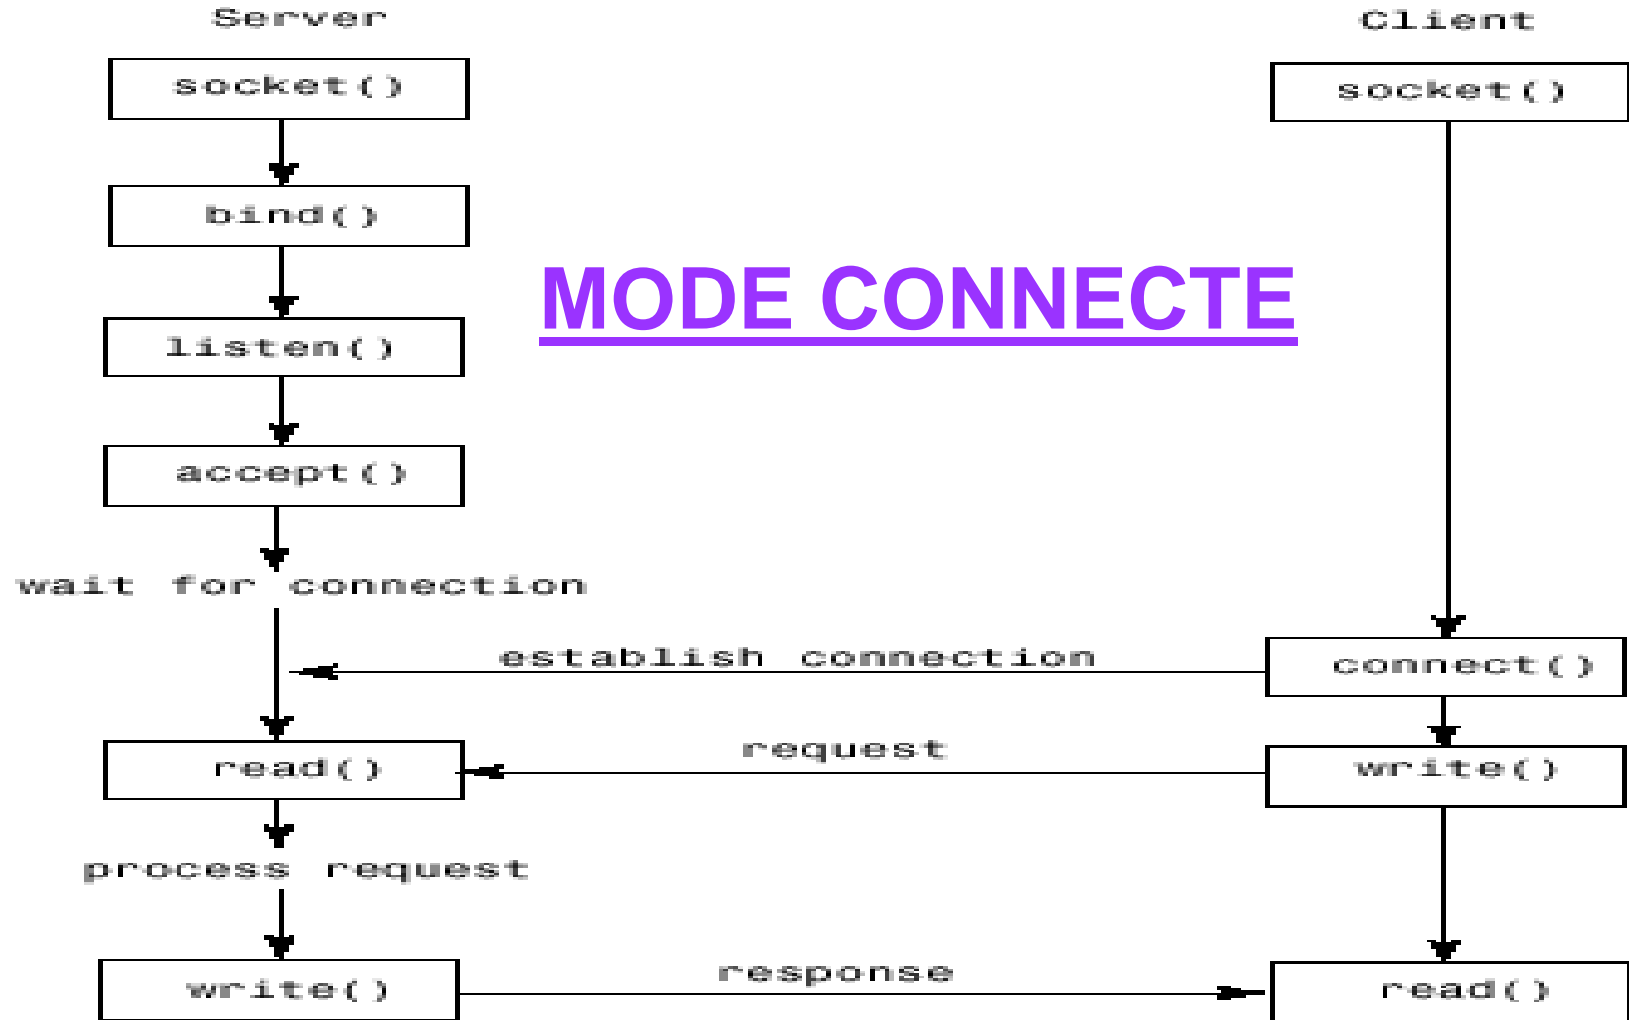 Server
Client
socket()
socket()
bind()
MODE CONNECTE
listen()
accept()
wait for connection
establish connection
connect()
request
read()
write()
process request
response
write()
read()